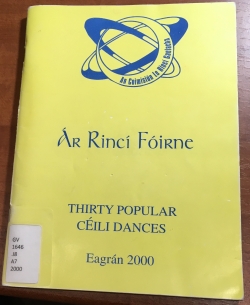 An Coimisiún Le Rincí Gaelacha
Ár Rincí Fóirne
THIRTY POPULAR
CÉILI DANCES
Eagrán 2000
GV
1646
.I8
A7
2000